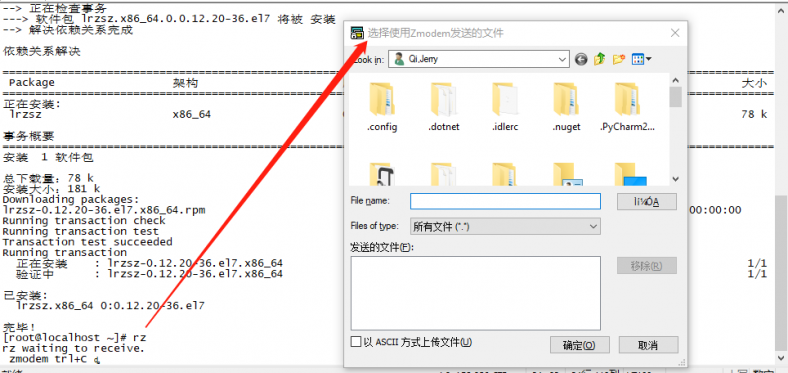 --> 正在检查事务
---> 软件包 lrzsz.x86_64.0.0.12.20-36.el7 将被 安装
--> 解决依赖关系完成
依赖关系解决
Package 架构 大小
正在安装:
lrzsz x86_64 78 k
事务概要
安装 1 软件包
总下载量：78 k
安装大小：181 k
Downloading packages:
lrzsz-0.12.20-36.el7.x86_64.rpm 00:00:00
Running transaction check
Running transaction test
Transaction test succeeded
Running transaction
正在安装 : lrzsz-0.12.20-36.el7.x86_64 1/1
验证中 : lrzsz-0.12.20-36.el7.x86_64 1/1
已安装:
lrzsz.x86_64 0:0.12.20-36.el7
完毕！
[root@localhost ~]# rz
rz waiting to receive.
zmodem trl+C
选择使用Zmodem发送的文件
Look in:
Qi,Jerry
.config
.dotnet
.idlerc
.nuget
.PyCharm2...
File name:
Files of type:
所有文件 (*.*)
发送的文件(F):
移除(R)
以 ASCII 方式上传文件(U)
确定(O)
取消